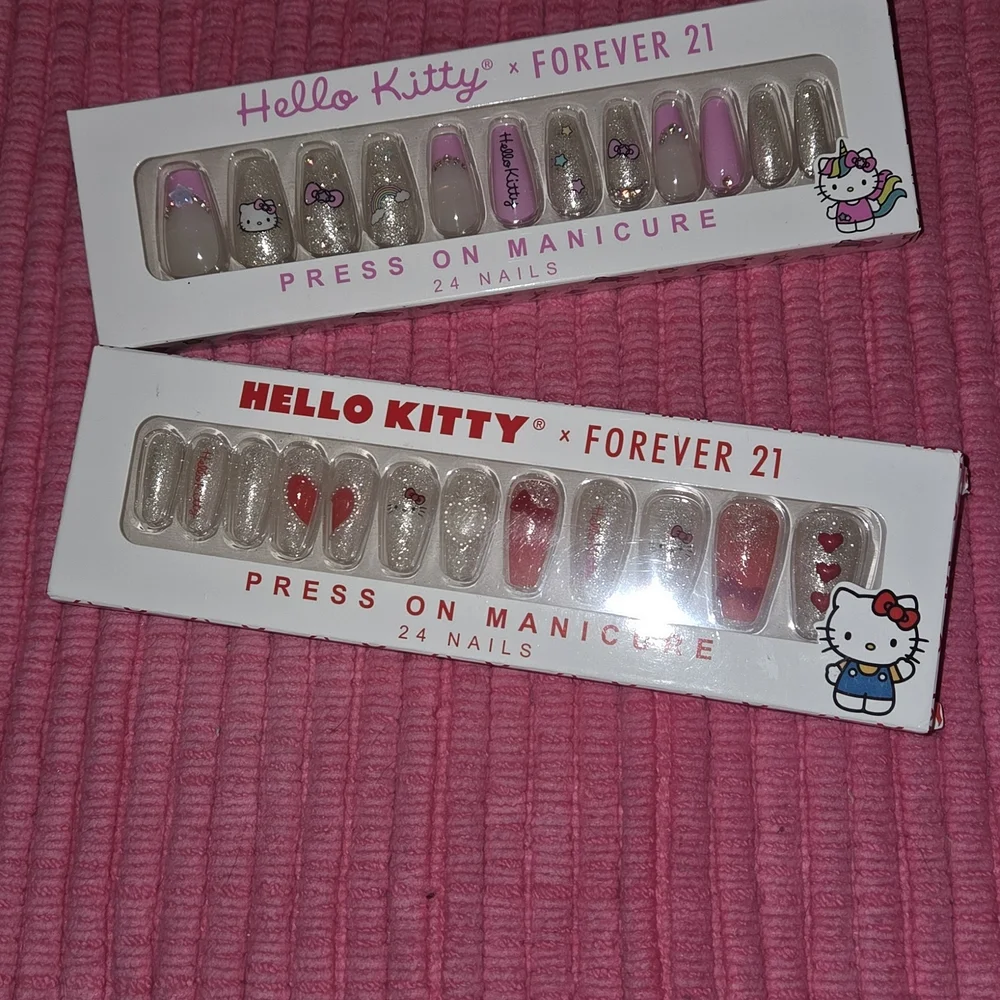 Hello Kitty® x FOREVER 21
Hello Kitty
PRESS ON MANICURE
24 NAILS
HELLO KITTY® x FOREVER 21
PRESS ON MANICURE
24 NAILS